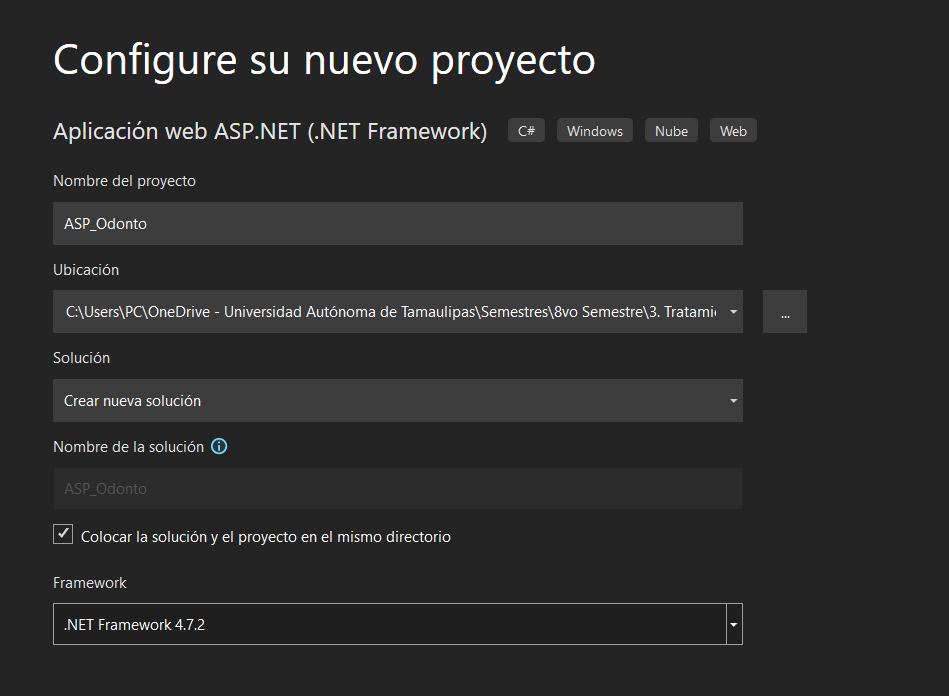 Configure su nuevo proyecto
Aplicación web ASP.NET (.NET Framework) C# Windows Nube Web
Nombre del proyecto
ASP_Odonto
Ubicación
C:\Users\PC\OneDrive - Universidad Autónoma de Tamaulipas\Semestres\8vo Semestre\3. Tratami ...
Solución
Crear nueva solución
Nombre de la solución
ASP_Odonto
Colocar la solución y el proyecto en el mismo directorio
Framework
.NET Framework 4.7.2